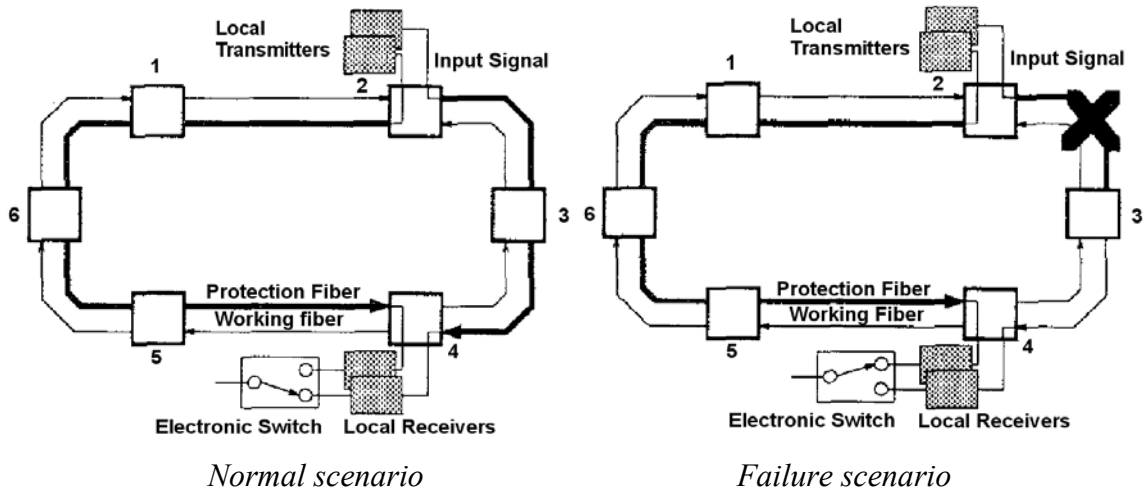 Local
Transmitters
Input Signal
1
2
6
3
Protection Fiber
Working fiber
5
4
Electronic Switch
Local Receivers
Normal scenario
Local
Transmitters
Input Signal
1
2
6
3
Protection Fiber
Working Fiber
5
4
Electronic Switch
Local Receivers
Failure scenario